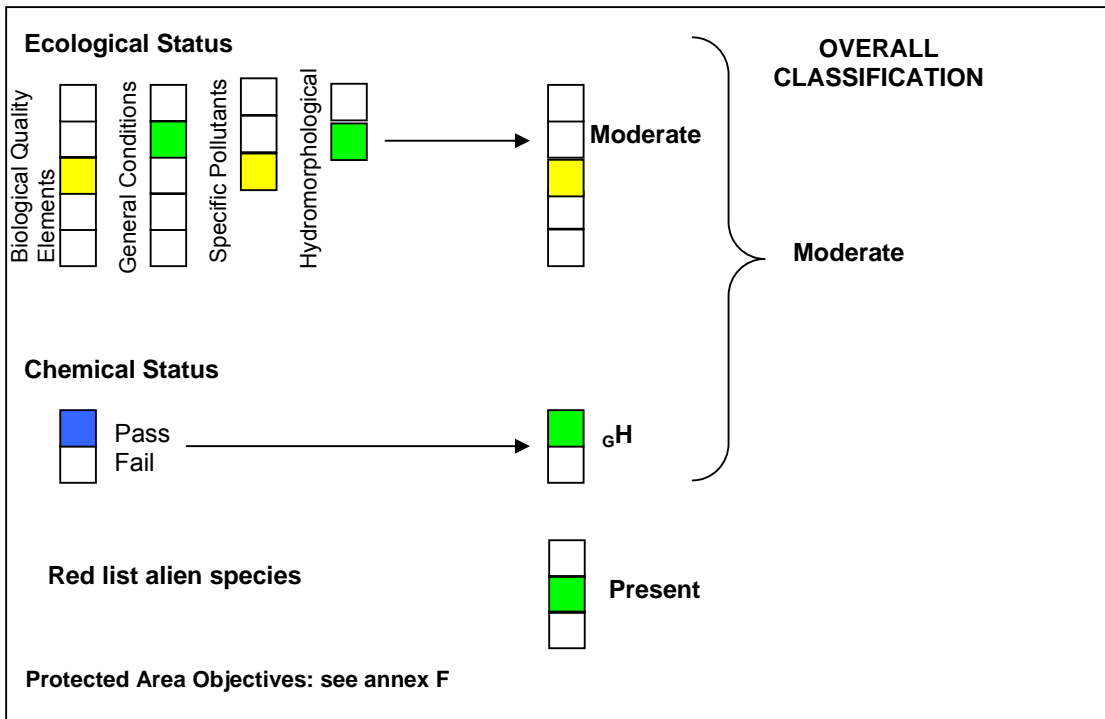 Ecological Status
OVERALL
CLASSIFICATION
Biological Quality
Elements
General Conditions
Specific Pollutants
Hydromorphological
Moderate
Moderate
Chemical Status
Pass
Fail
GH
Red list alien species
Present
Protected Area Objectives: see annex F